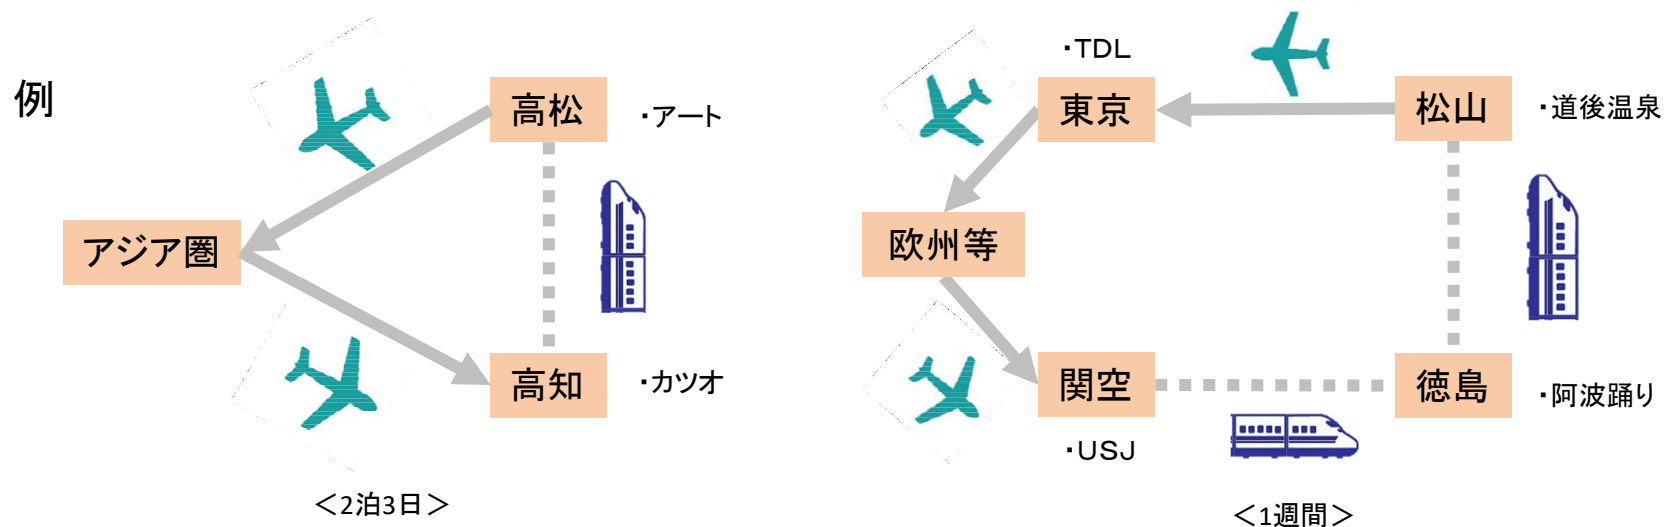 例
高松
・アート
アジア圏
高知
・カツオ
＜2泊3日＞
・TDL
東京
松山
・道後温泉
欧州等
関空
徳島
・阿波踊り
・USJ
＜1週間＞